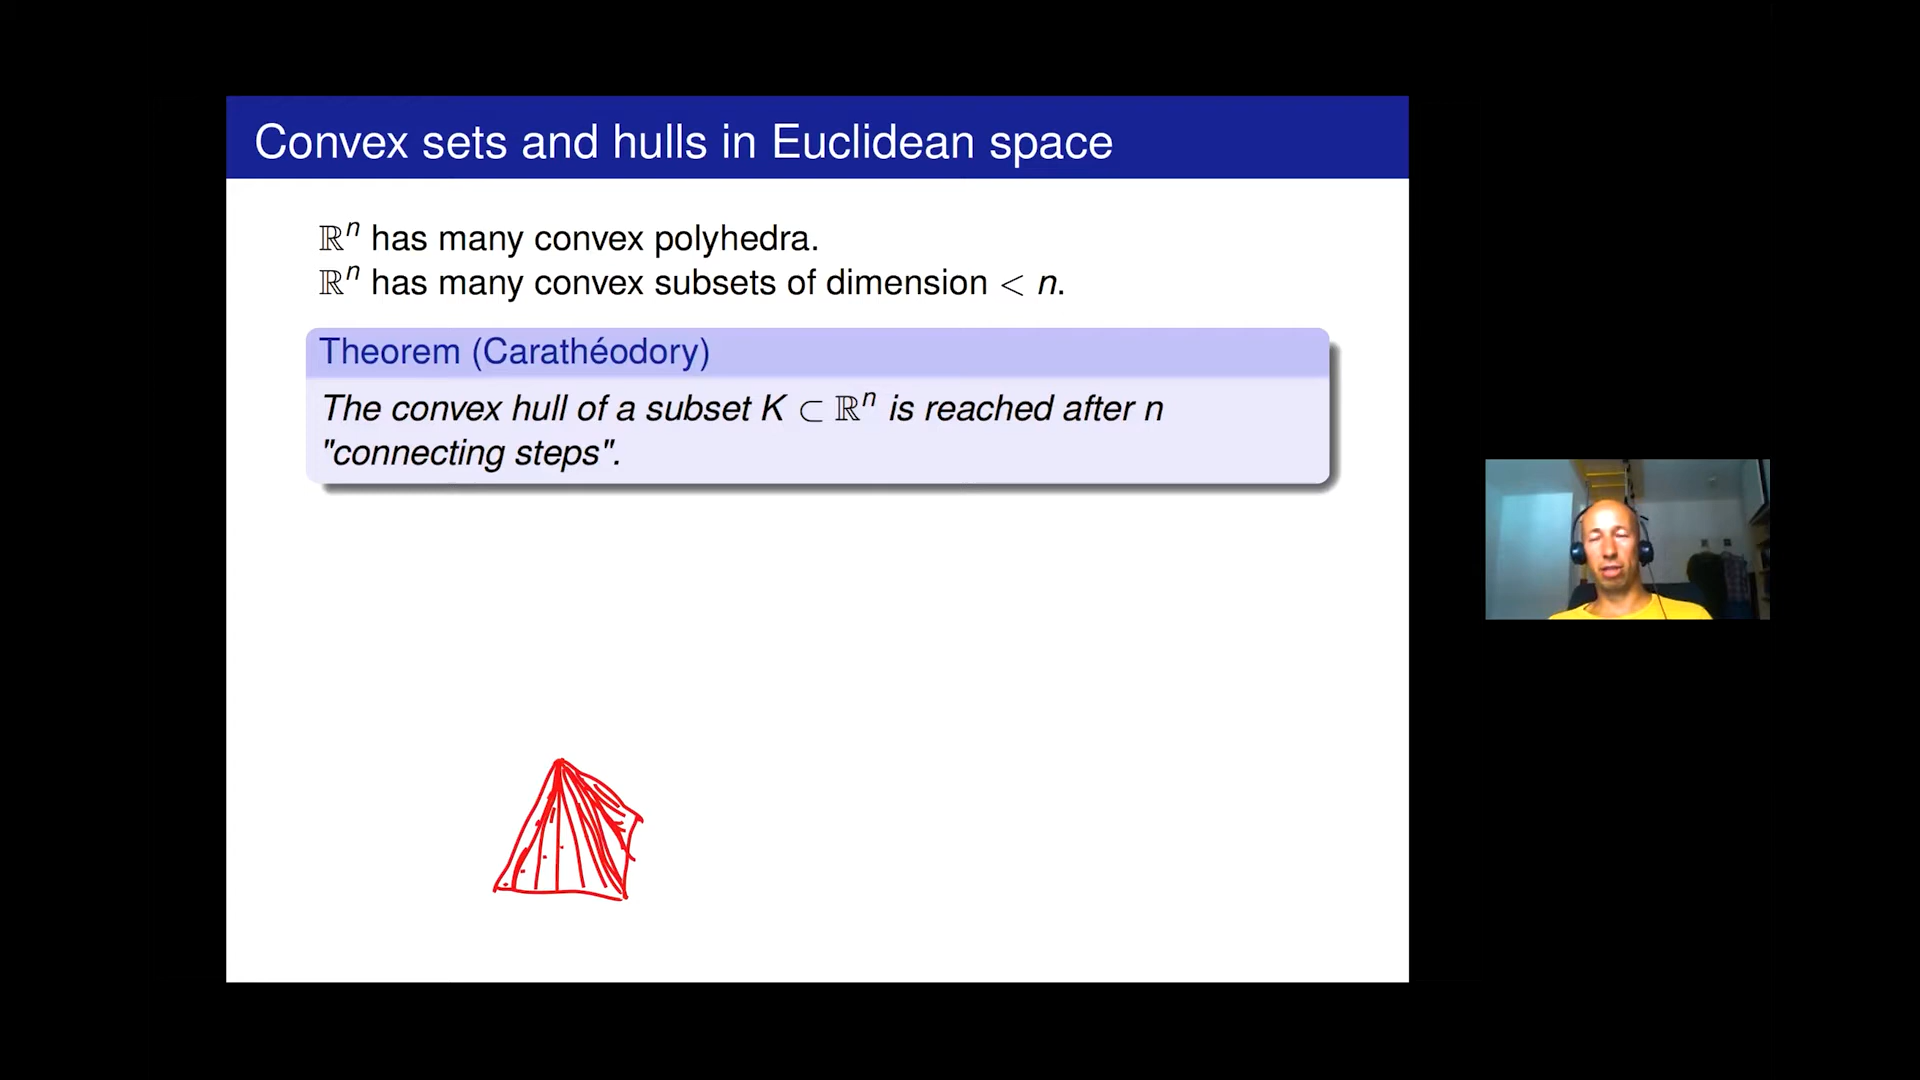 Convex sets and hulls in Euclidean space
ℝⁿ has many convex polyhedra.
ℝⁿ has many convex subsets of dimension < n.
Theorem (Carathéodory)
The convex hull of a subset K ⊂ ℝⁿ is reached after n
"connecting steps".